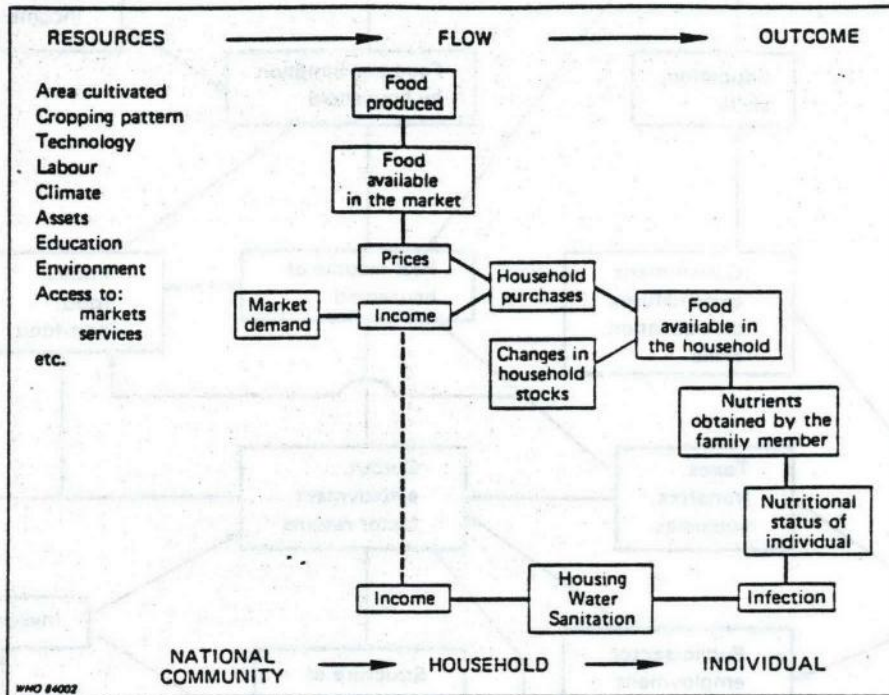 RESOURCES FLOW OUTCOME
Area cultivated
Cropping pattern
Technology
Labour
Climate
Assets
Education
Environment
Access to:
markets
services
etc.
Food
produced
Food
available
in the market
Prices
Market
demand
Income
Household
purchases
Changes in
household
stocks
Food
available in
the household
Nutrients
obtained by the
family member
Nutritional
status of
individual
Income
Housing
Water
Sanitation
Infection
NATIONAL
COMMUNITY
HOUSEHOLD
INDIVIDUAL
WHO 84002